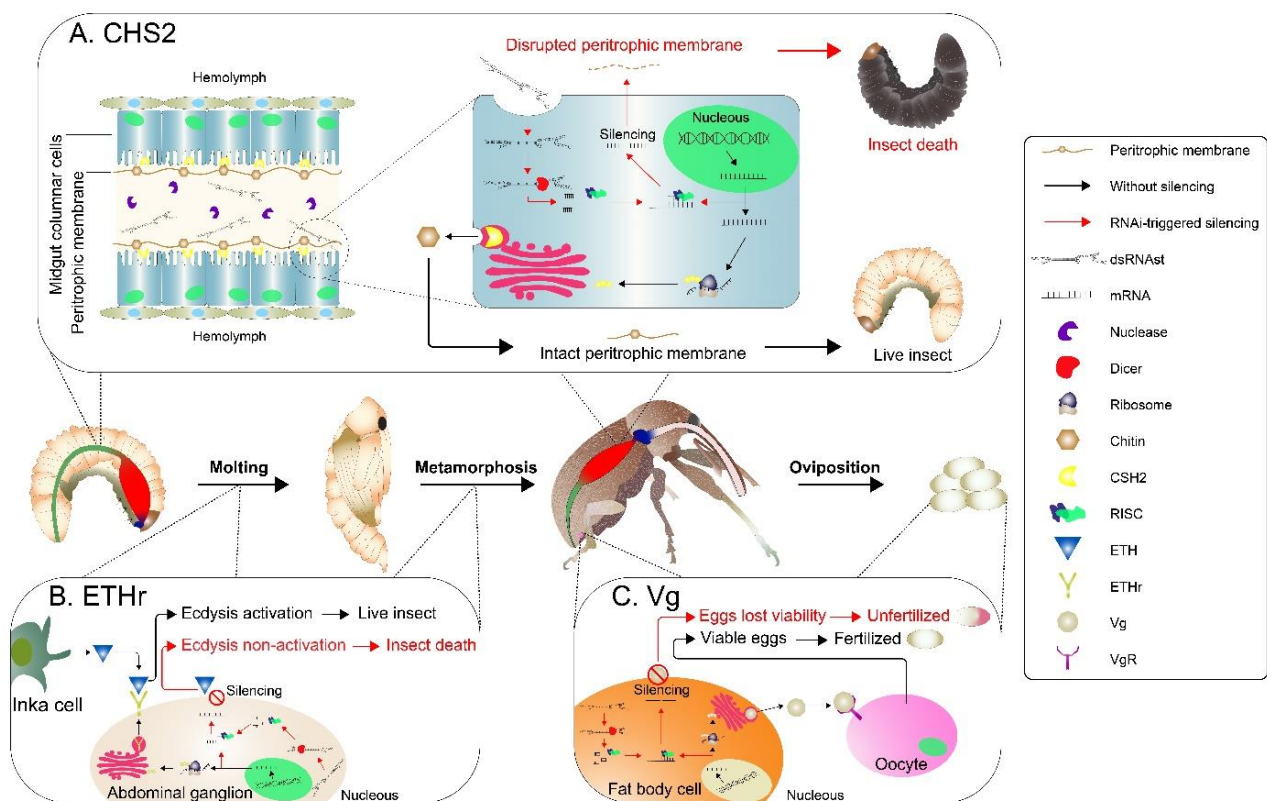 A. CHS2
Hemolymph
Midgut columnar cells
Peritrophic membrane
Hemolymph
Disrupted peritrophic membrane
Insect death
Nucleous
Silencing
Intact peritrophic membrane
Live insect
Molting
Metamorphosis
Oviposition
B. ETHr
Ecdysis activation
Live insect
Ecdysis non-activation
Insect death
Inka cell
Silencing
Abdominal ganglion
Nucleous
C. Vg
Eggs lost viability
Unfertilized
Viable eggs
Fertilized
Silencing
Fat body cell
Nucleous
Oocyte
Peritrophic membrane
Without silencing
RNAi-triggered silencing
dsRNAst
mRNA
Nuclease
Dicer
Ribosome
Chitin
CSH2
RISC
ETH
ETHr
Vg
VgR